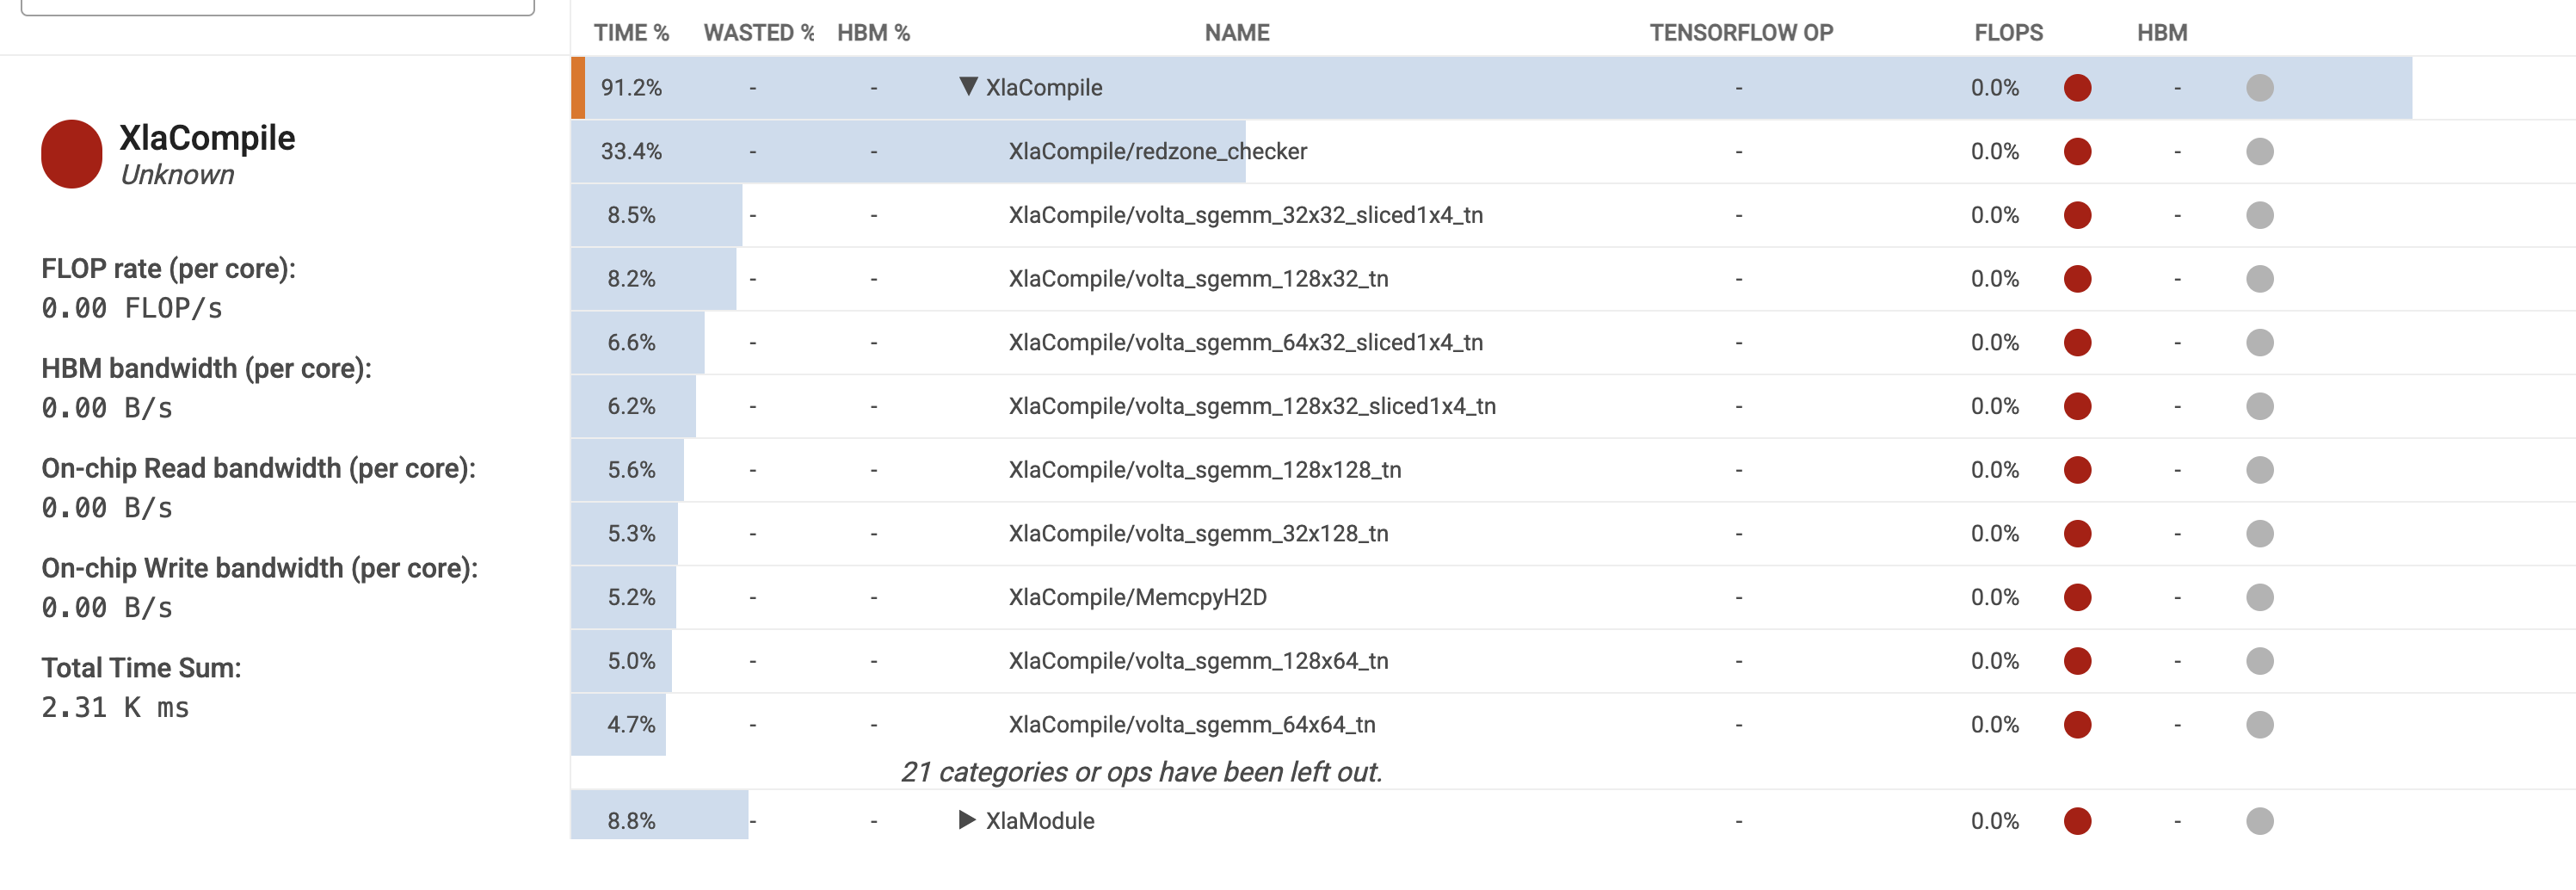 TIME % WASTED % HBM % NAME TENSORFLOW OP FLOPS HBM
XlaCompile
Unknown
FLOP rate (per core):
0.00 FLOP/s
HBM bandwidth (per core):
0.00 B/s
On-chip Read bandwidth (per core):
0.00 B/s
On-chip Write bandwidth (per core):
0.00 B/s
Total Time Sum:
2.31 K ms
91.2% - - ▼ XlaCompile - 0.0% -
33.4% - - XlaCompile/redzone_checker - 0.0% -
8.5% - - XlaCompile/volta_sgemm_32x32_sliced1x4_tn - 0.0% -
8.2% - - XlaCompile/volta_sgemm_128x32_tn - 0.0% -
6.6% - - XlaCompile/volta_sgemm_64x32_sliced1x4_tn - 0.0% -
6.2% - - XlaCompile/volta_sgemm_128x32_sliced1x4_tn - 0.0% -
5.6% - - XlaCompile/volta_sgemm_128x128_tn - 0.0% -
5.3% - - XlaCompile/volta_sgemm_32x128_tn - 0.0% -
5.2% - - XlaCompile/MemcpyH2D - 0.0% -
5.0% - - XlaCompile/volta_sgemm_128x64_tn - 0.0% -
4.7% - - XlaCompile/volta_sgemm_64x64_tn - 0.0% -
21 categories or ops have been left out.
8.8% - - ▶ XlaModule - 0.0% -